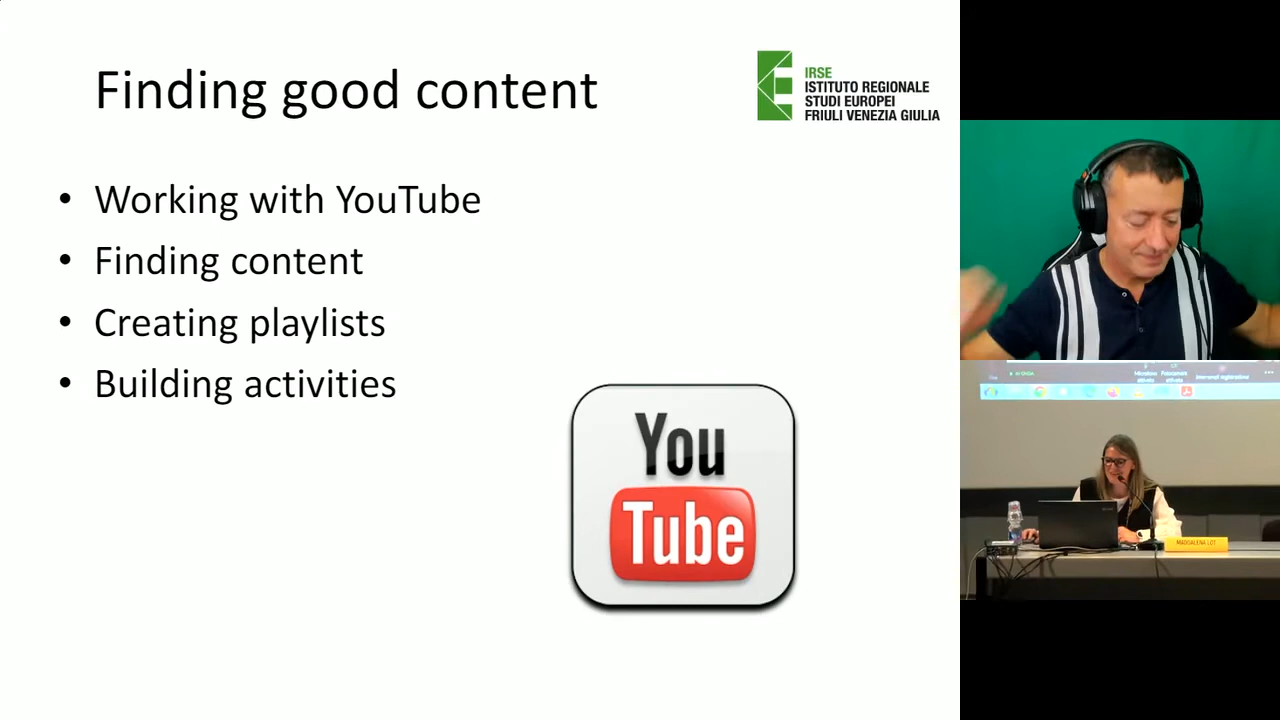 Finding good content
IRSE
ISTITUTO REGIONALE
STUDI EUROPEI
FRIULI VENEZIA GIULIA
• Working with YouTube
• Finding content
• Creating playlists
• Building activities
You
Tube
MADDALENA LOT